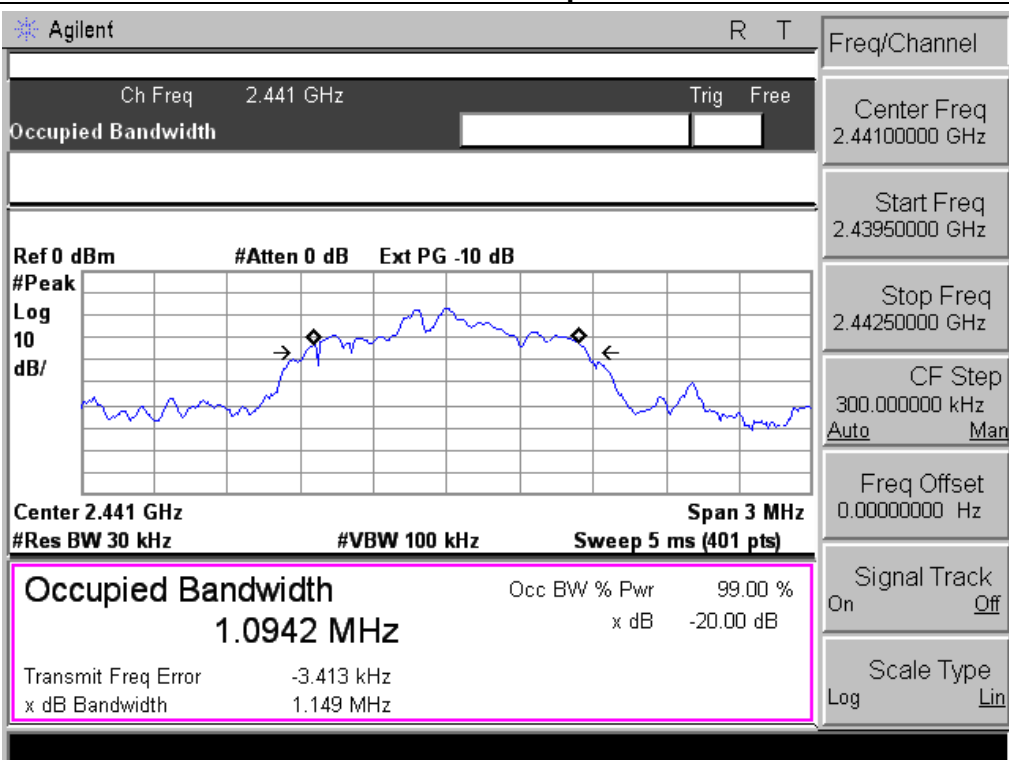 Agilent R T
Ch Freq 2.441 GHz Trig Free
Occupied Bandwidth
Ref 0 dBm #Atten 0 dB Ext PG -10 dB
#Peak
Log
10
dB/
Center 2.441 GHz Span 3 MHz
#Res BW 30 kHz #VBW 100 kHz Sweep 5 ms (401 pts)
Occupied Bandwidth Occ BW % Pwr 99.00 %
1.0942 MHz x dB -20.00 dB
Transmit Freq Error -3.413 kHz
x dB Bandwidth 1.149 MHz
Freq/Channel
Center Freq
2.44100000 GHz
Start Freq
2.43950000 GHz
Stop Freq
2.44250000 GHz
CF Step
300.000000 kHz
Auto Man
Freq Offset
0.00000000 Hz
Signal Track
On Off
Scale Type
Log Lin